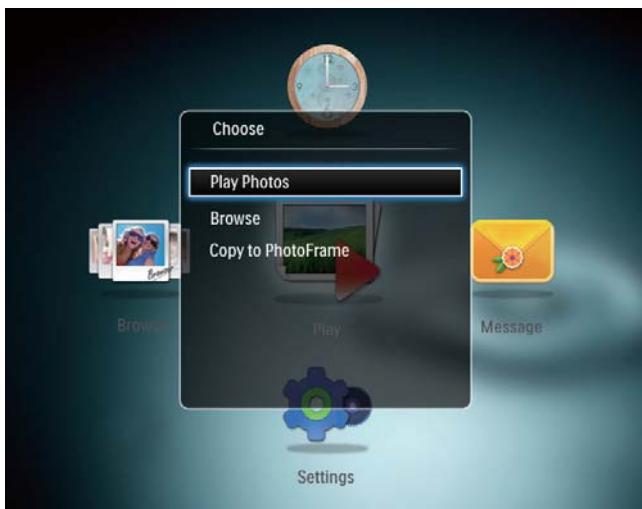 Choose
Play Photos
Browse
Copy to PhotoFrame
Browse
Play
Message
Settings